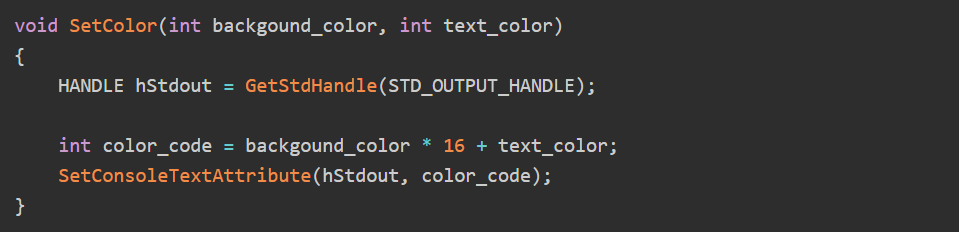 void SetColor(int backgound_color, int text_color)
{
    HANDLE hStdout = GetStdHandle(STD_OUTPUT_HANDLE);

    int color_code = backgound_color * 16 + text_color;
    SetConsoleTextAttribute(hStdout, color_code);
}